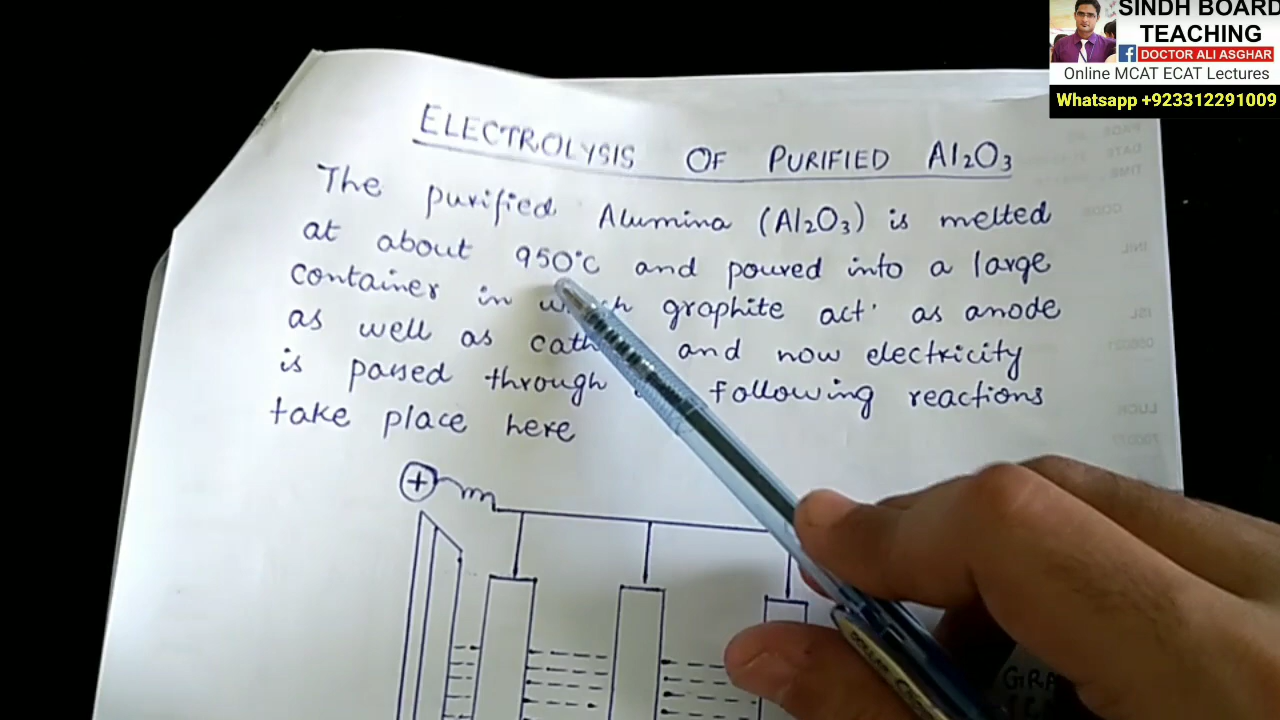 SINDH BOARD
TEACHING
DOCTOR ALI ASGHAR
Online MCAT ECAT Lectures
Whatsapp +923312291009
ELECTROLYSIS OF PURIFIED Al2O3
The purified Alumina (Al2O3) is melted
at about 950°C and poured into a large
container in graphite act as anode
as well as and now electricity
is passed through following reactions
take place here
+